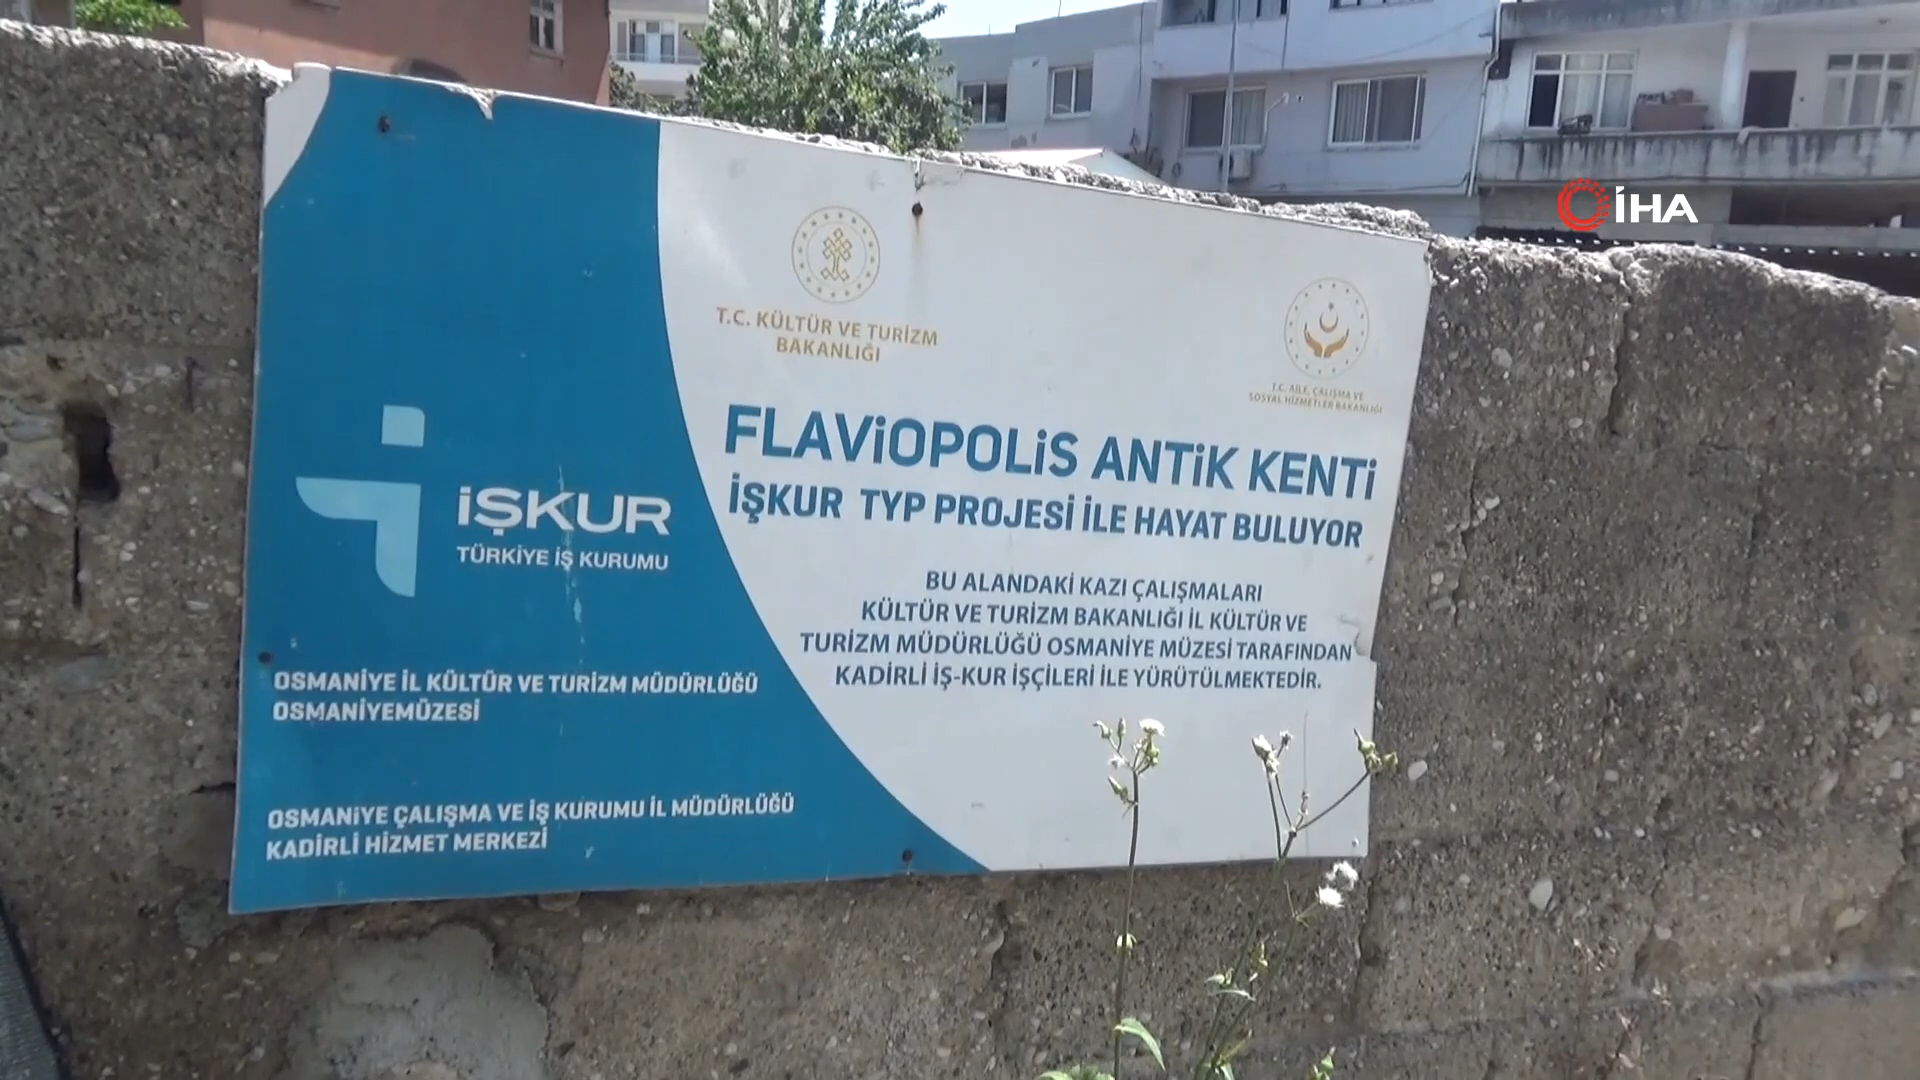 İHA
T.C. KÜLTÜR VE TURİZM
BAKANLIĞI
T.C. AİLE, ÇALIŞMA VE
SOSYAL HİZMETLER BAKANLIĞI
FLAViOPOLiS ANTiK KENTi
İŞKUR TYP PROJESİ İLE HAYAT BULUYOR
BU ALANDAKİ KAZI ÇALIŞMALARI
KÜLTÜR VE TURİZM BAKANLIĞI İL KÜLTÜR VE
TURİZM MÜDÜRLÜĞÜ OSMANİYE MÜZESİ TARAFINDAN
KADİRLİ İŞ-KUR İŞÇİLERİ İLE YÜRÜTÜLMEKTEDİR.
iŞKUR
TÜRKİYE İŞ KURUMU
OSMANİYE İL KÜLTÜR VE TURİZM MÜDÜRLÜĞÜ
OSMANİYEMÜZESİ
OSMANiYE ÇALIŞMA VE İŞ KURUMU İL MÜDÜRLÜĞÜ
KADİRLİ HİZMET MERKEZİ